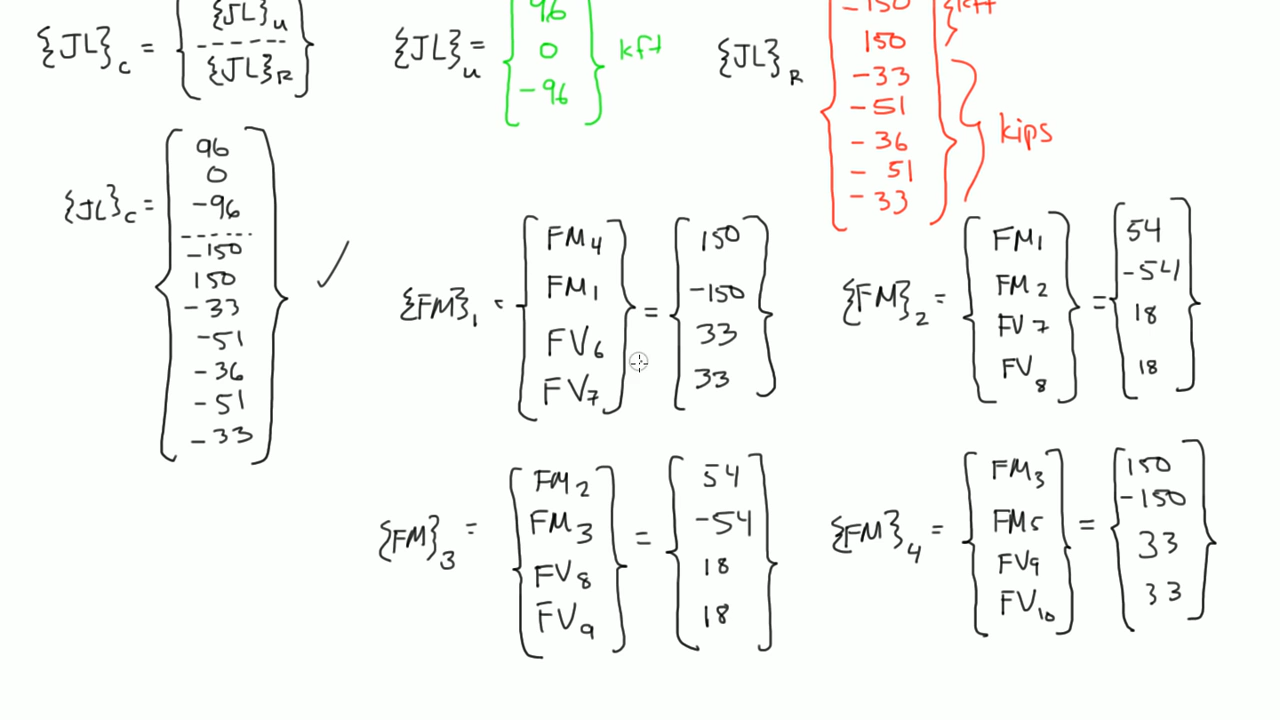 {JL}c = { {JL}u ------- {JL}R }
{JL}u = { 96 0 -96 } kft
{JL}R { -150 150 -33 -51 -36 -51 -33 } kft kips
{JL}c = { 96 0 -96 ------- -150 150 -33 -51 -36 -51 -33 } ✓
{FM}1 = { FM4 FM1 FV6 FV7 } = { 150 -150 33 33 }
{FM}2 = { FM1 FM2 FV7 FV8 } = { 54 -54 18 18 }
{FM}3 = { FM2 FM3 FV8 FV9 } = { 54 -54 18 18 }
{FM}4 = { FM3 FM5 FV9 FV10 } = { 150 -150 33 33 }